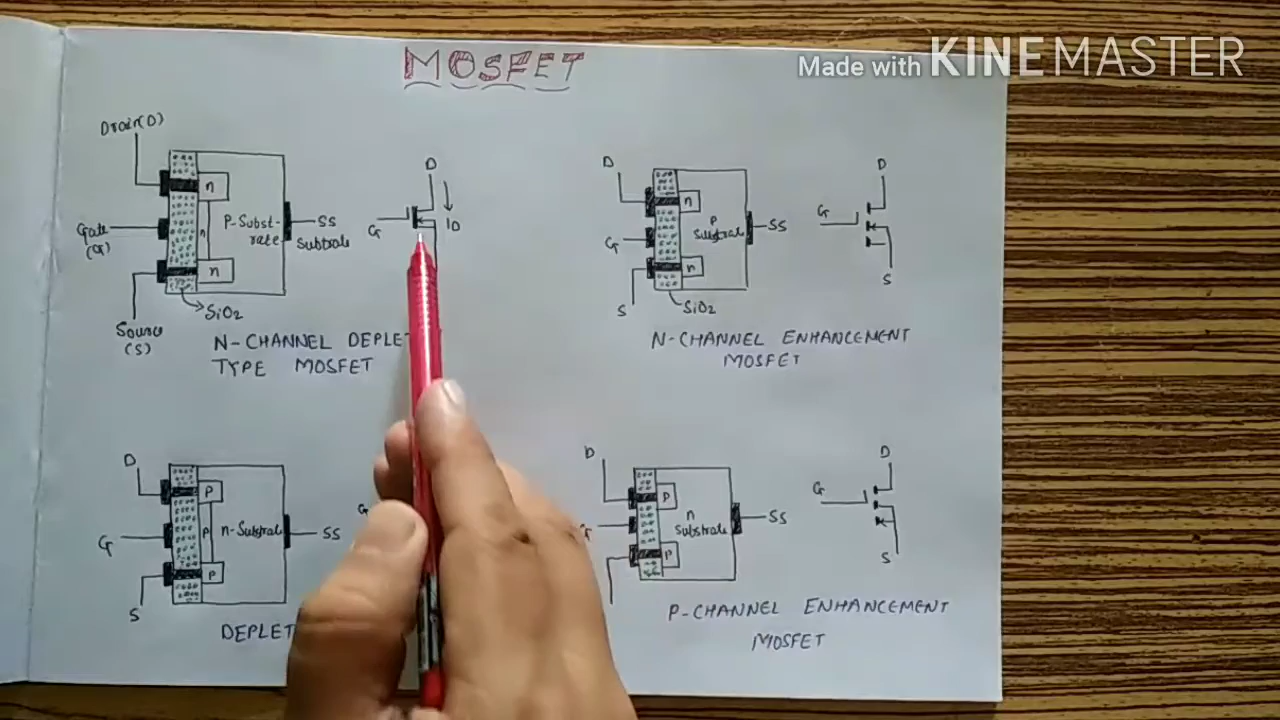 MOSFET
Made with KINEMASTER
Drain(D)
n
Gate
(G)
n
P-Subst-
rate
SS
Substrate
n
Source
(S)
SiO2
D
G
ID
N-CHANNEL DEPLET
TYPE MOSFET
D
n
G
P
Substrate
SS
n
S
SiO2
D
G
S
N-CHANNEL ENHANCEMENT
MOSFET
D
P
G
P
n-Substrate
SS
P
S
G
DEPLET
D
P
G
n
Substrate
SS
P
D
G
S
P-CHANNEL ENHANCEMENT
MOSFET